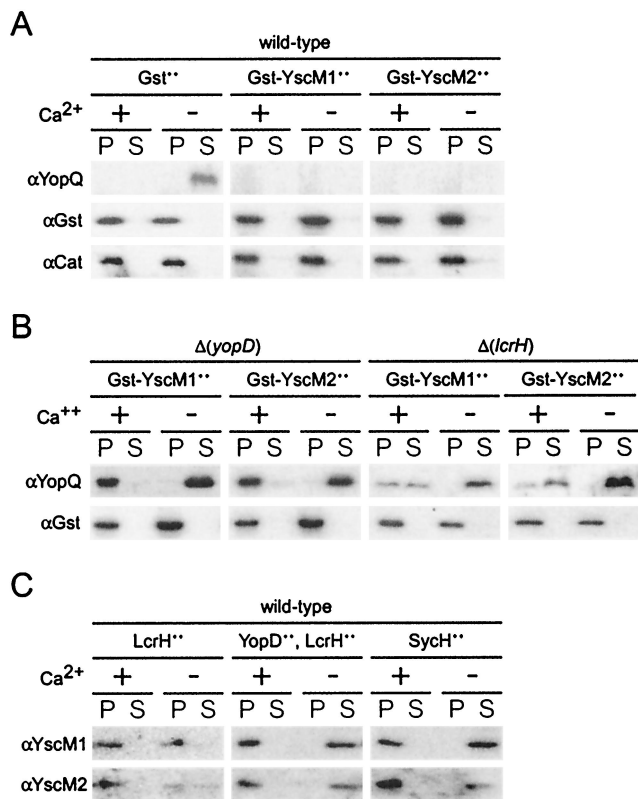 A
wild-type
Gst•• Gst-YscM1•• Gst-YscM2••
Ca2+ + - + - + -
P S P S P S P S P S P S
αYopQ
αGst
αCat
B
Δ(yopD) Δ(lcrH)
Gst-YscM1•• Gst-YscM2•• Gst-YscM1•• Gst-YscM2••
Ca++ + - + - + - + -
P S P S P S P S P S P S P S P S
αYopQ
αGst
C
wild-type
LcrH•• YopD••, LcrH•• SycH••
Ca2+ + - + - + -
P S P S P S P S P S P S
αYscM1
αYscM2